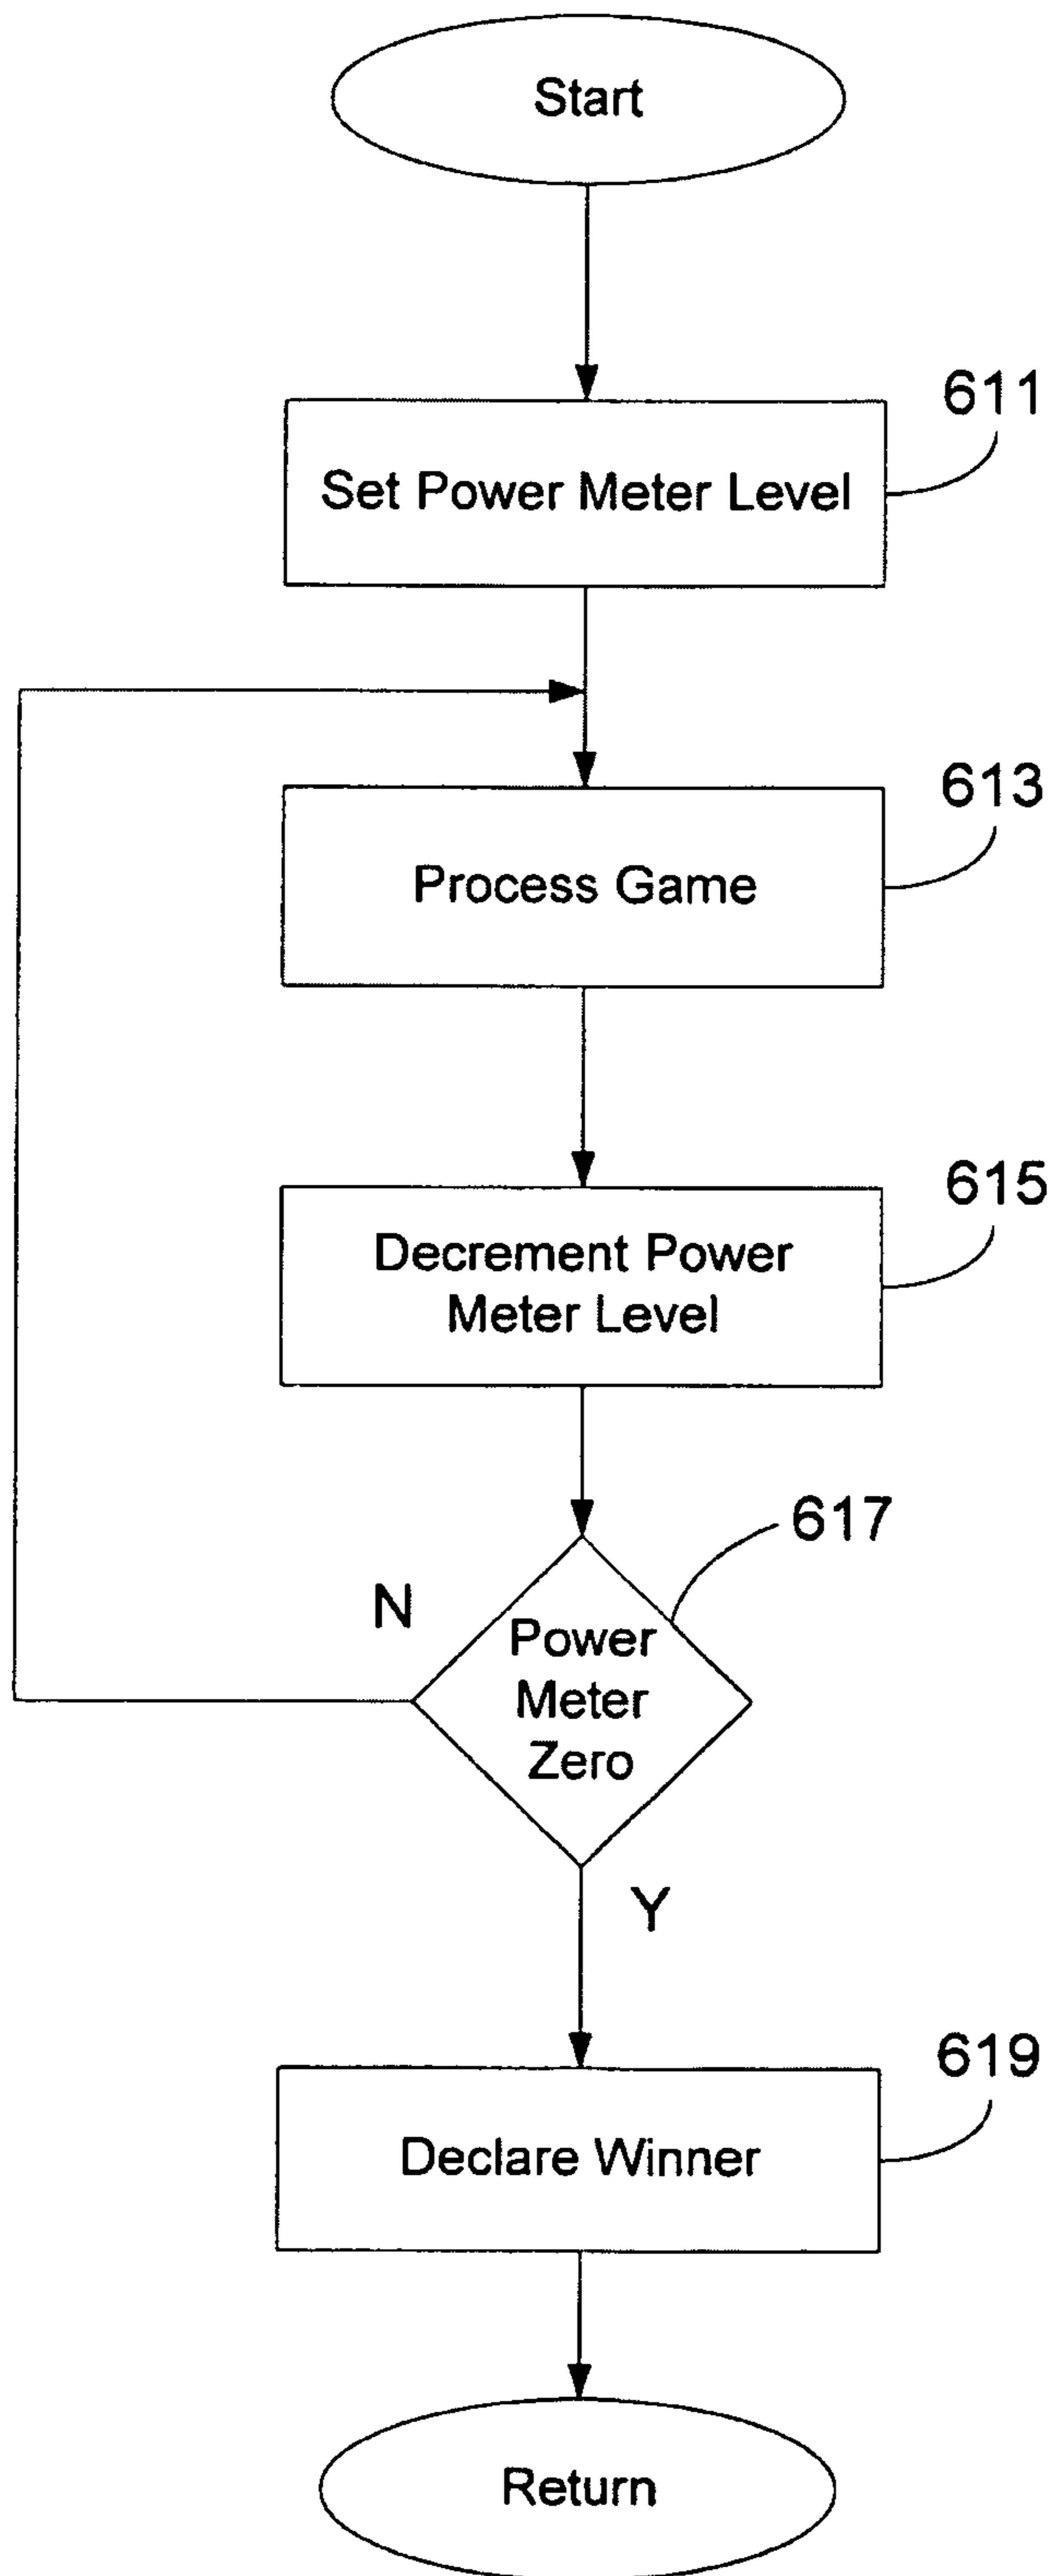 Start
611
Set Power Meter Level
613
Process Game
615
Decrement Power
Meter Level
617
N
Power
Meter
Zero
Y
619
Declare Winner
Return